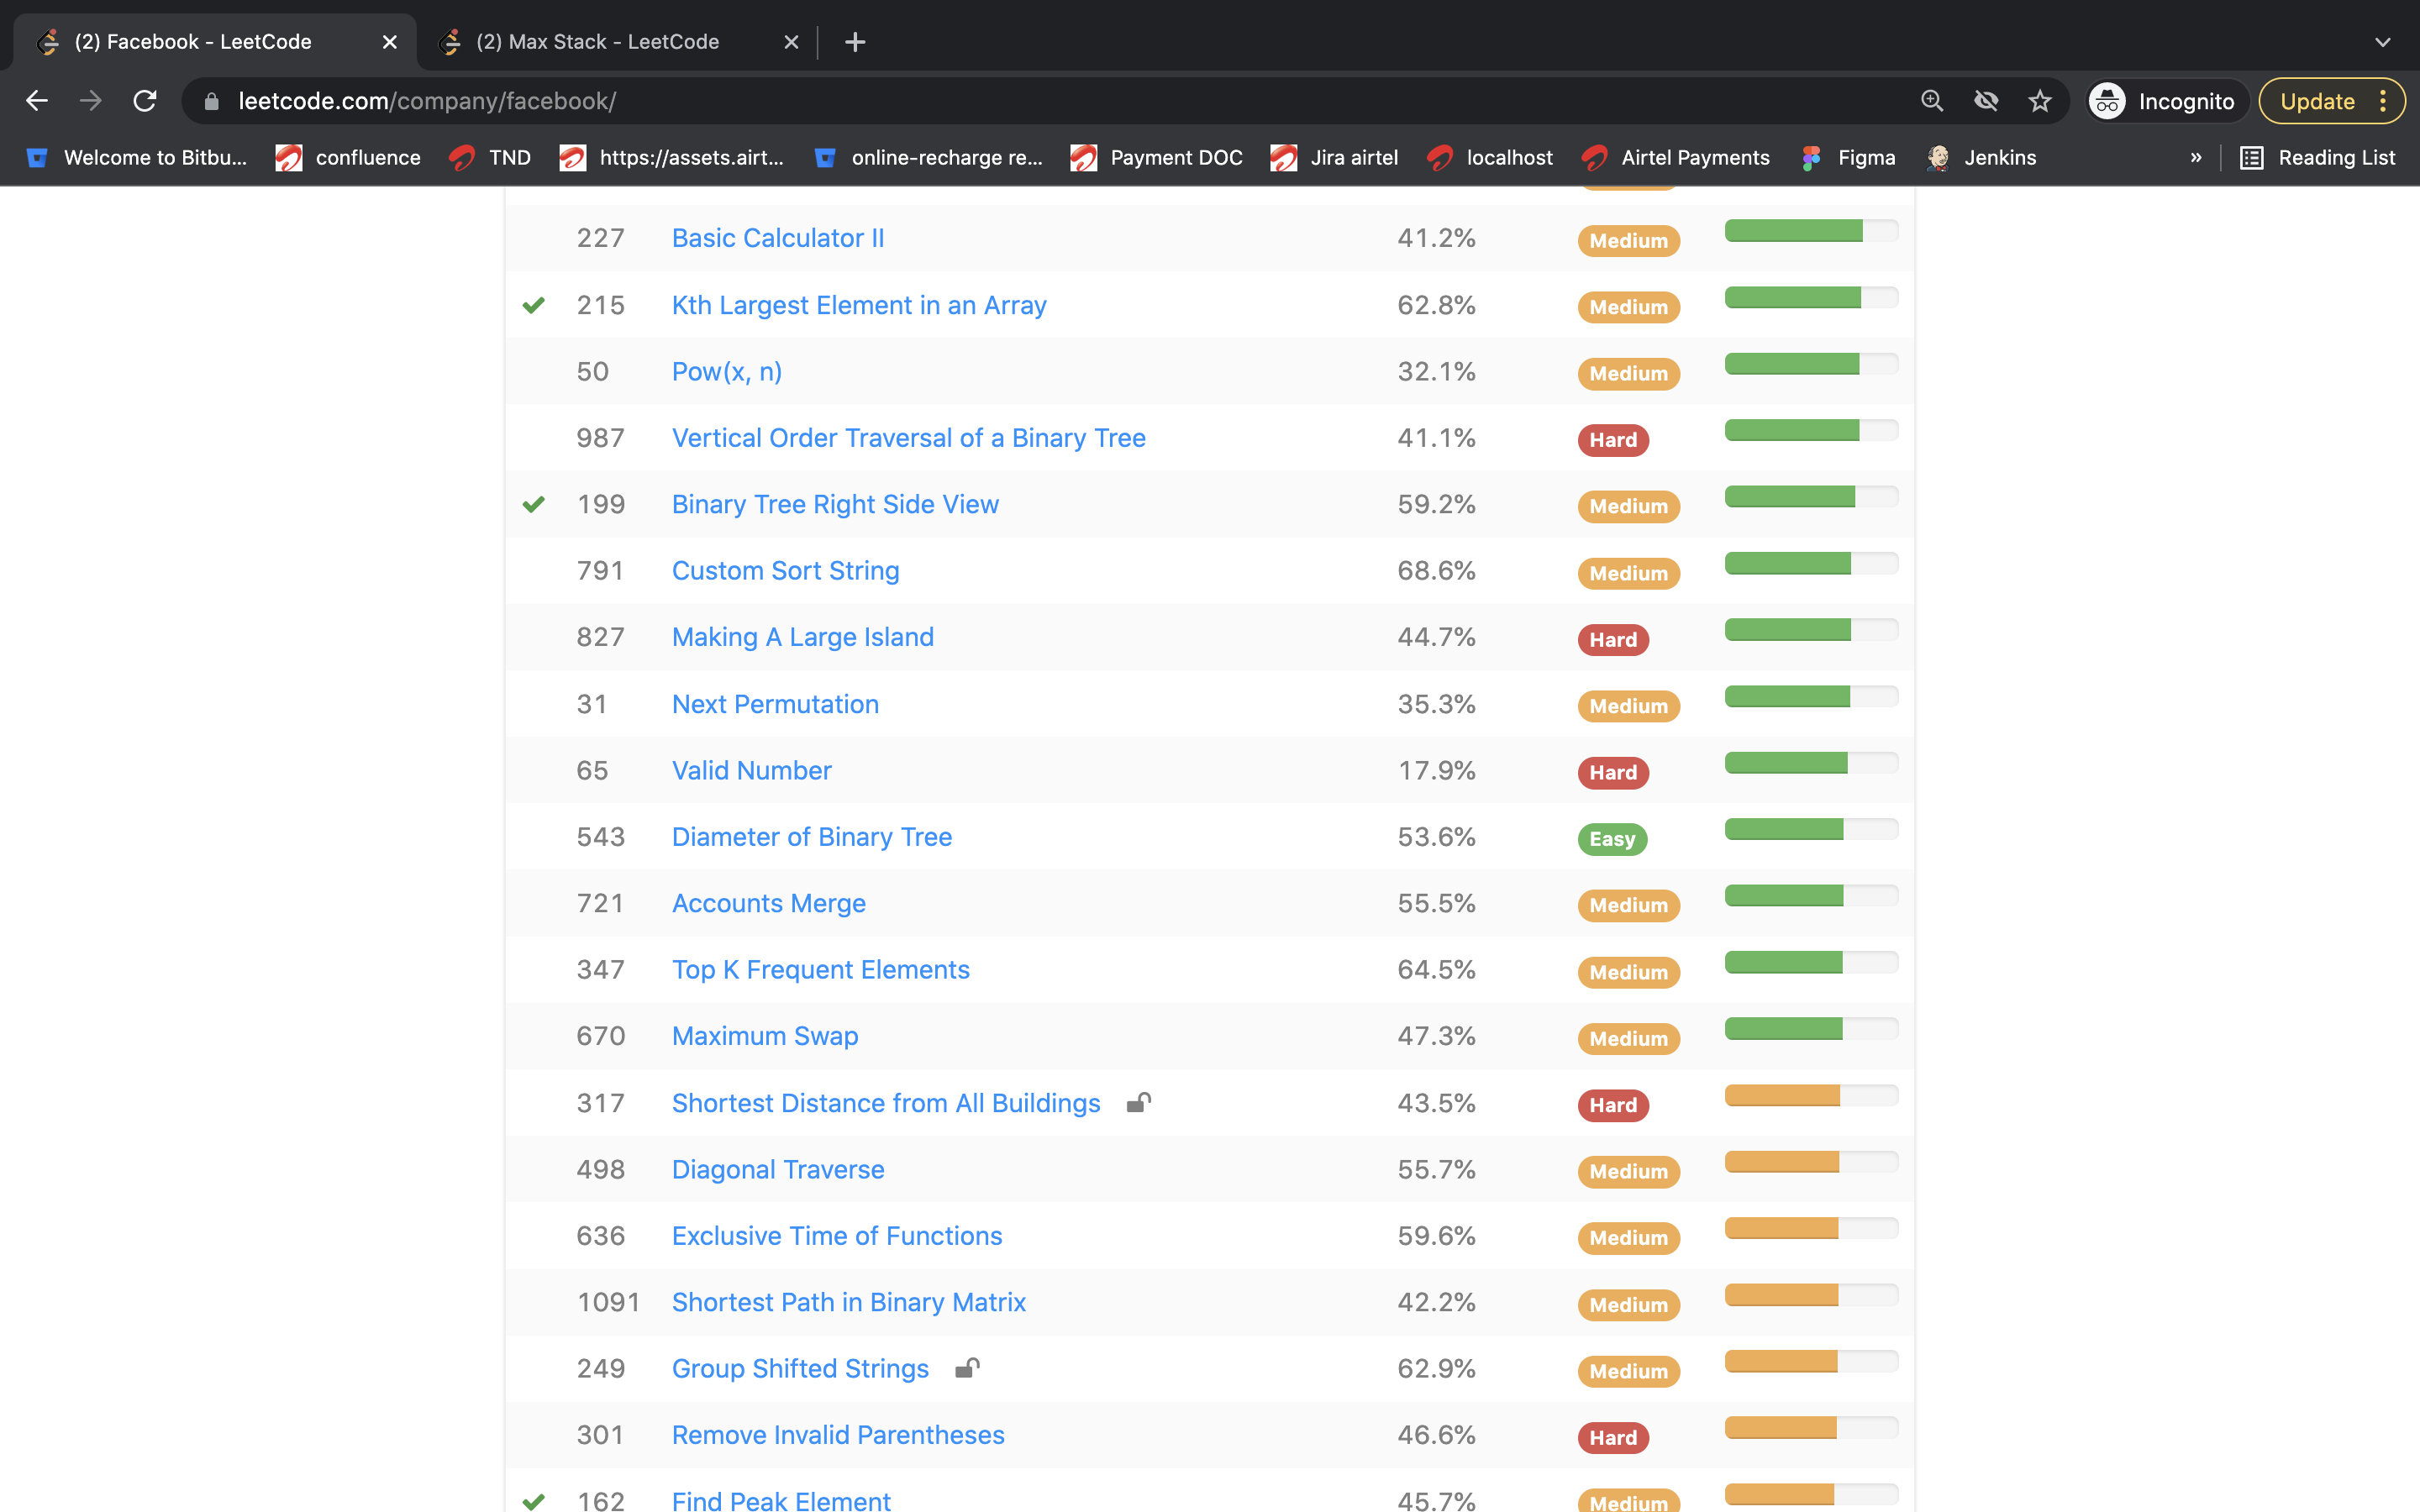 (2) Facebook - LeetCode (2) Max Stack - LeetCode
leetcode.com/company/facebook/ Incognito Update
Welcome to Bitbu... confluence TND https://assets.airt... online-recharge re... Payment DOC Jira airtel localhost Airtel Payments Figma Jenkins » Reading List
227 Basic Calculator II 41.2% Medium
215 Kth Largest Element in an Array 62.8% Medium
50 Pow(x, n) 32.1% Medium
987 Vertical Order Traversal of a Binary Tree 41.1% Hard
199 Binary Tree Right Side View 59.2% Medium
791 Custom Sort String 68.6% Medium
827 Making A Large Island 44.7% Hard
31 Next Permutation 35.3% Medium
65 Valid Number 17.9% Hard
543 Diameter of Binary Tree 53.6% Easy
721 Accounts Merge 55.5% Medium
347 Top K Frequent Elements 64.5% Medium
670 Maximum Swap 47.3% Medium
317 Shortest Distance from All Buildings 43.5% Hard
498 Diagonal Traverse 55.7% Medium
636 Exclusive Time of Functions 59.6% Medium
1091 Shortest Path in Binary Matrix 42.2% Medium
249 Group Shifted Strings 62.9% Medium
301 Remove Invalid Parentheses 46.6% Hard
162 Find Peak Element 45.7% Medium